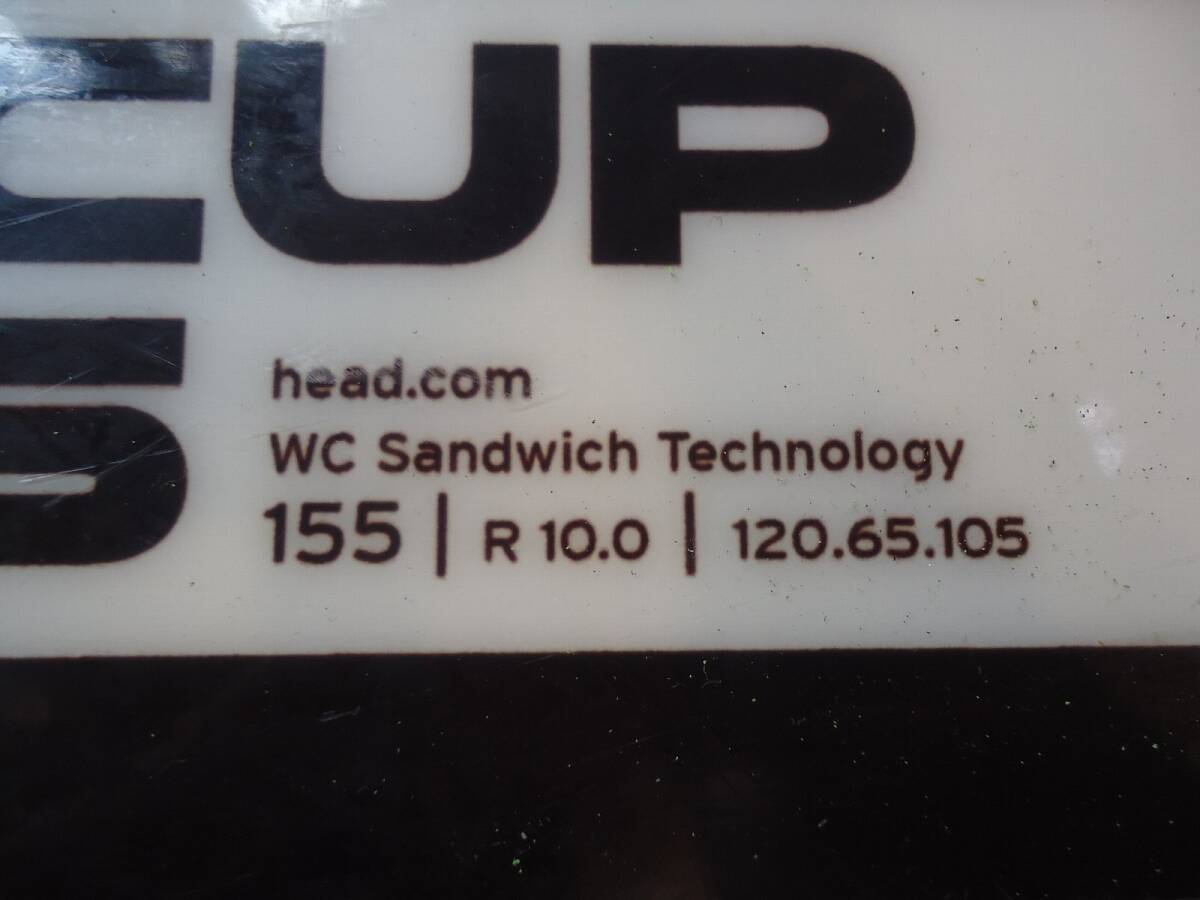 CUP
head.com
WC Sandwich Technology
155 | R 10.0 | 120.65.105